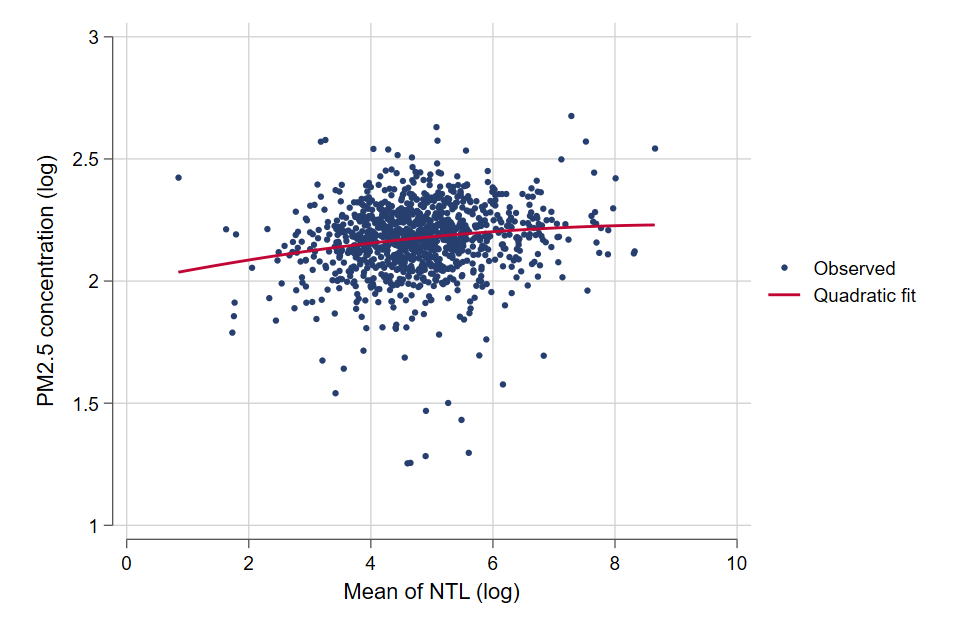 3
2.5
2
1.5
1
PM2.5 concentration (log)
0 2 4 6 8 10
Mean of NTL (log)
Observed
Quadratic fit